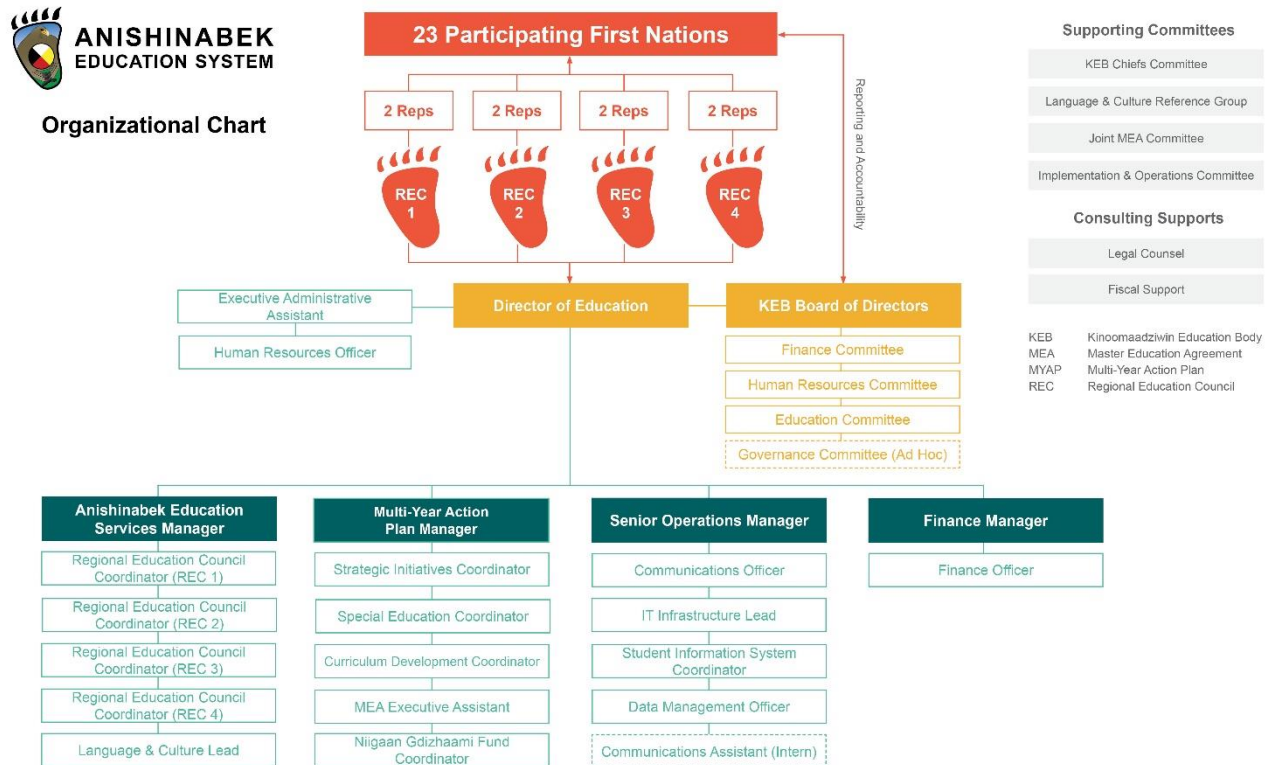 ANISHINABEK
EDUCATION SYSTEM
Organizational Chart
23 Participating First Nations
2 Reps
2 Reps
2 Reps
2 Reps
REC
1
REC
2
REC
3
REC
4
Reporting and Accountability
Executive Administrative
Assistant
Human Resources Officer
Director of Education
KEB Board of Directors
Finance Committee
Human Resources Committee
Education Committee
Governance Committee (Ad Hoc)
Supporting Committees
KEB Chiefs Committee
Language & Culture Reference Group
Joint MEA Committee
Implementation & Operations Committee
Consulting Supports
Legal Counsel
Fiscal Support
KEB Kinoomaadziwin Education Body
MEA Master Education Agreement
MYAP Multi-Year Action Plan
REC Regional Education Council
Anishinabek Education
Services Manager
Regional Education Council
Coordinator (REC 1)
Regional Education Council
Coordinator (REC 2)
Regional Education Council
Coordinator (REC 3)
Regional Education Council
Coordinator (REC 4)
Language & Culture Lead
Multi-Year Action
Plan Manager
Strategic Initiatives Coordinator
Special Education Coordinator
Curriculum Development Coordinator
MEA Executive Assistant
Niigaan Gdizhaami Fund
Coordinator
Senior Operations Manager
Communications Officer
IT Infrastructure Lead
Student Information System
Coordinator
Data Management Officer
Communications Assistant (Intern)
Finance Manager
Finance Officer